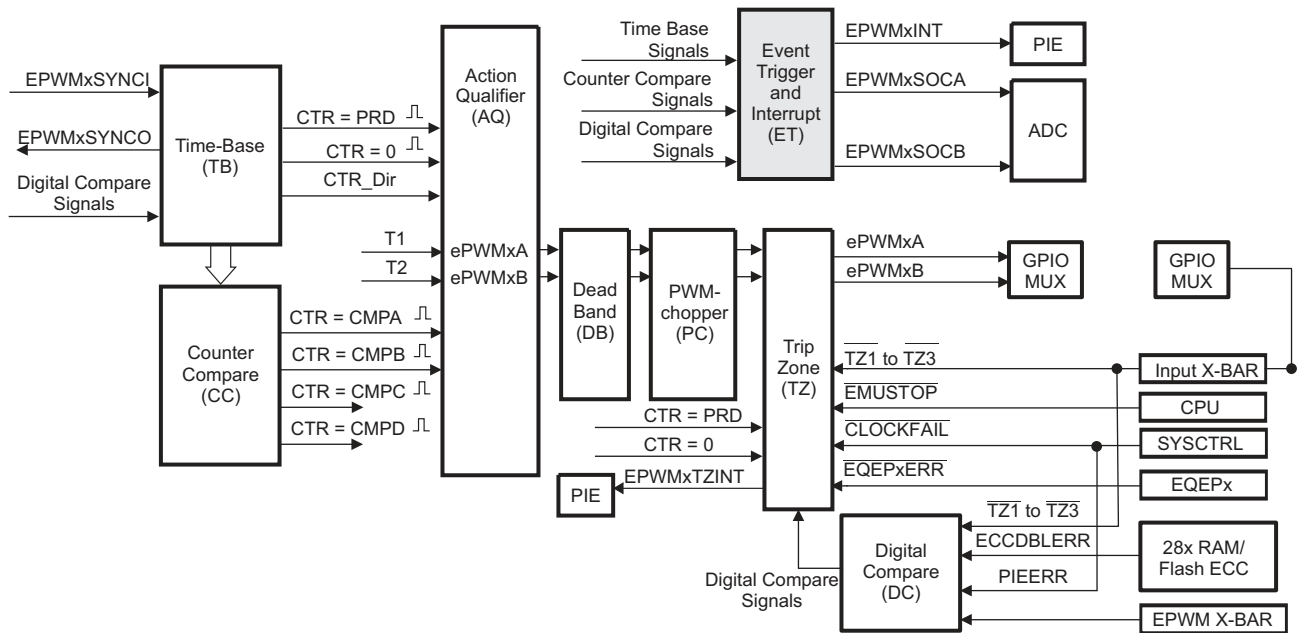 EPWMxSYNCI
EPWMxSYNCO
Digital Compare
Signals
Time-Base
(TB)
CTR = PRD
CTR = 0
CTR_Dir
Counter
Compare
(CC)
CTR = CMPA
CTR = CMPB
CTR = CMPC
CTR = CMPD
T1
T2
Action
Qualifier
(AQ)
ePWMxA
ePWMxB
Time Base
Signals
Counter Compare
Signals
Digital Compare
Signals
Event
Trigger
and
Interrupt
(ET)
EPWMxINT
EPWMxSOCA
EPWMxSOCB
PIE
ADC
Dead
Band
(DB)
PWM-
chopper
(PC)
Trip
Zone
(TZ)
ePWMxA
ePWMxB
GPIO
MUX
GPIO
MUX
TZ1 to TZ3
EMUSTOP
CLOCKFAIL
EQEPxERR
Input X-BAR
CPU
SYSCTRL
EQEPx
CTR = PRD
CTR = 0
EPWMxTZINT
PIE
TZ1 to TZ3
ECCDBLERR
PIEERR
Digital
Compare
(DC)
Digital Compare
Signals
28x RAM/
Flash ECC
EPWM X-BAR